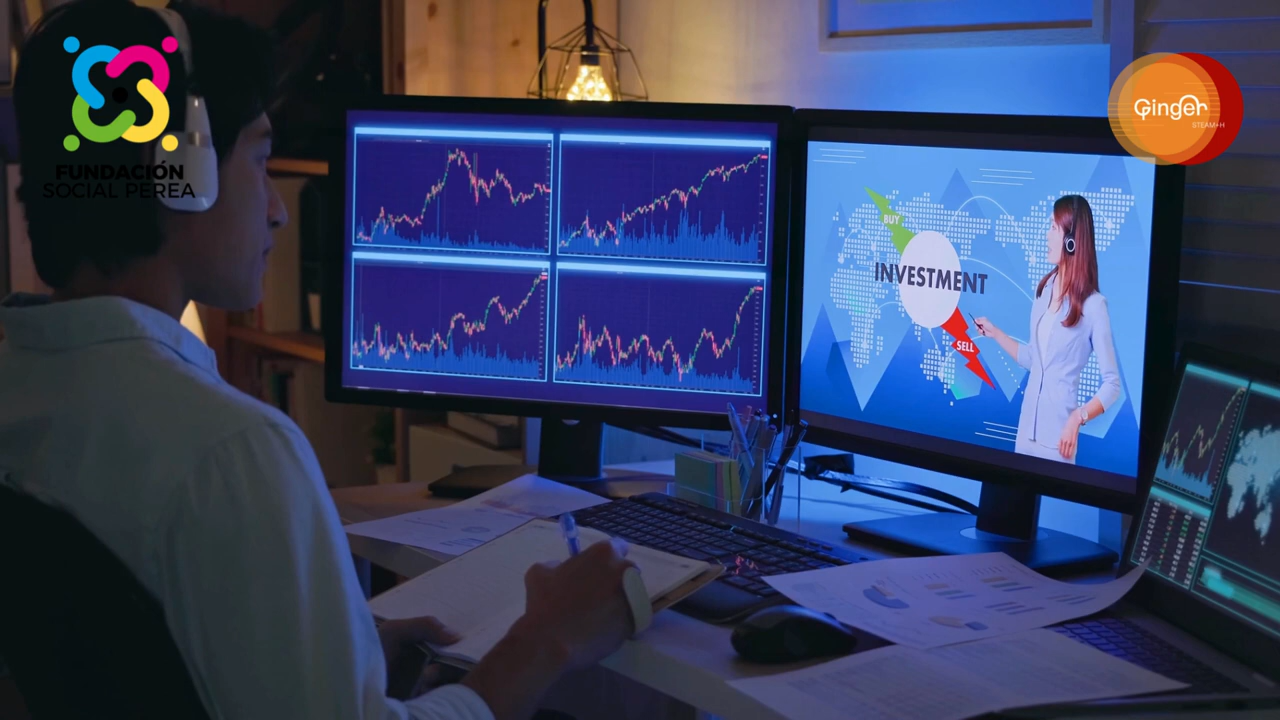 FUNDACIÓN
SOCIAL PEREA
Ginger
STEAM+H
BUY
INVESTMENT
SELL